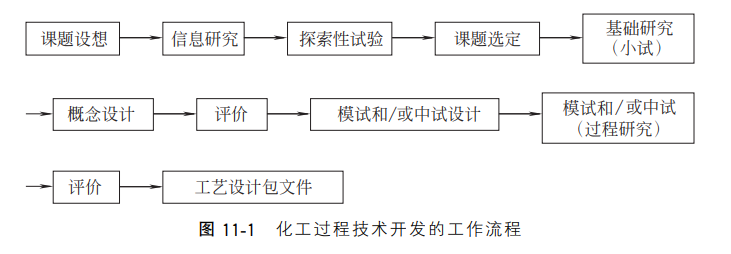 课题设想 信息研究 探索性试验 课题选定 基础研究
（小试）
概念设计 评价 模试和/或中试设计 模试和/或中试
（过程研究）
评价 工艺设计包文件
图 11-1 化工过程技术开发的工作流程